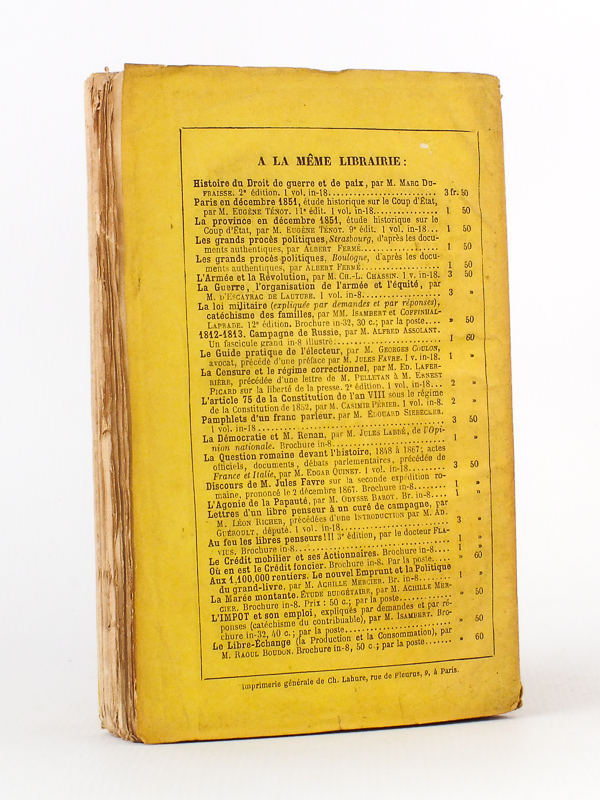 A LA MÊME LIBRAIRIE :
Histoire du Droit de guerre et de paix, par M. MARC DU-
FRAISSE. 2e édition. 1 vol. in-18........................ 3 fr. 50
Paris en décembre 1851, étude historique sur le Coup d'État,
par M. EUGÈNE TÉNOT. 11e édit. 1 vol. in-18............. 1 50
La province en décembre 1851, étude historique sur le
Coup d'État, par M. EUGÈNE TÉNOT. 9e édit. 1 vol. in-18... 1 50
Les grands procès politiques, Strasbourg, d'après les docu-
ments authentiques, par ALBERT FERMÉ.................... 1 50
Les grands procès politiques, Boulogne, d'après les docu-
ments authentiques, par ALBERT FERMÉ................... 1 50
L'Armée et la Révolution, par M. CH.-L. CHASSIN. 1 v. in-18. 3 50
La Guerre, l'organisation de l'armée et l'équité, par
M. D'ESCAYRAC DE LAUTURE. 1 vol. in-8.................. 3 »
La loi militaire (expliquée par demandes et par réponses),
catéchisme des familles, par MM. ISAMBERT et COFFINHAL-
LAPRADE. 12e édition. Brochure in-32, 30 c.; par la poste.... » 50
1812-1813. Campagne de Russie, par M. ALFRED ASSOLANT.
Un fascicule grand in-8 illustré.......................... 1 60
Le Guide pratique de l'électeur, par M. GEORGES COULON,
avocat, précédé d'une préface par M. JULES FAVRE. 1 v. in-18. 1 »
La Censure et le régime correctionnel, par M. ED. LAFER-
RIÈRE, précédée d'une lettre de M. PELLETAN à M. ERNEST
PICARD sur la liberté de la presse. 2e édition. 1 vol. in-18... 2 »
L'article 75 de la Constitution de l'an VIII sous le régime
de la Constitution de 1852, par M. CASIMIR PÉRIER. 1 vol. in-8. 2 »
Pamphlets d'un franc parleur, par M. ÉDOUARD SIEBECKER.
1 vol. in-18............................................. 3 50
La Démocratie et M. Renan, par M. JULES LABBÉ, de l'Opi-
nion nationale. Brochure in-8............................ 1 »
La Question romaine devant l'histoire, 1848 à 1867; actes
officiels, documents, débats parlementaires, précédée de
France et Italie, par M. EDGAR QUINET. 1 vol. in-18........ 3 50
Discours de M. Jules Favre sur la seconde expédition ro-
maine, prononcé le 2 décembre 1867. Brochure in-8........ 1 »
L'Agonie de la Papauté, par M. ODYSSE BAROT. Br. in-8.... 1 »
Lettres d'un libre penseur à un curé de campagne, par
M. LÉON RICHER, précédées d'une INTRODUCTION par M. AD.
GUÉROULT, député. 1 vol. in-18........................... 3 »
Au feu les libres penseurs!!! 3e édition, par le docteur FLA-
VIUS. Brochure in-8...................................... 1 »
Le Crédit mobilier et ses Actionnaires. Brochure in-8.... 1 »
Où en est le Crédit foncier. Brochure in-8. Par la poste.... » 60
Aux 1,100,000 rentiers. Le nouvel Emprunt et la Politique
du grand-livre, par M. ACHILLE MERCIER. Br. in-8........ 1 »
La Marée montante. ÉTUDE BUDGÉTAIRE, par M. ACHILLE MER-
CIER. Brochure in-8. Prix : 50 c.; par la poste............. » 50
L'IMPOT et son emploi, expliqués par demandes et par ré-
ponses (catéchisme du contribuable), par M. ISAMBERT. Bro-
chure in-32, 40 c.; par la poste............................ » 50
Le Libre-Échange (la Production et la Consommation), par
M. RAOUL BOUDON. Brochure in-8, 50 c.; par la poste....... » 60
Imprimerie générale de Ch. Lahure, rue de Fleurus, 9, à Paris.